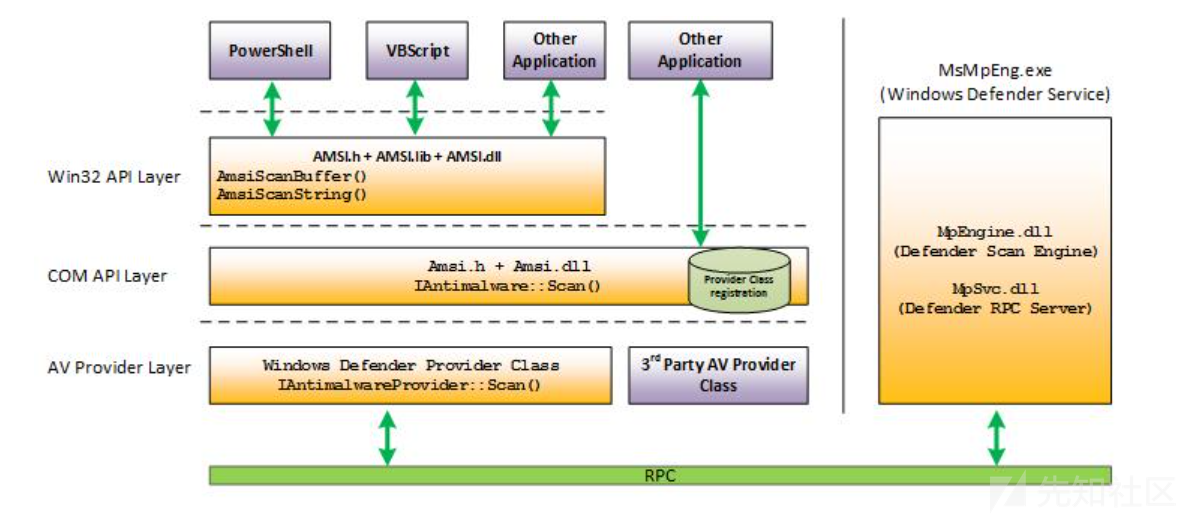 PowerShell
VBScript
Other
Application
Other
Application
MsMpEng.exe
(Windows Defender Service)
Win32 API Layer
AMSI.h + AMSI.lib + AMSI.dll
AmsiScanBuffer()
AmsiScanString()
COM API Layer
Amsi.h + Amsi.dll
IAntimalware::Scan()
Provider Class
registration
MpEngine.dll
(Defender Scan Engine)
MpSvc.dll
(Defender RPC Server)
AV Provider Layer
Windows Defender Provider Class
IAntimalwareProvider::Scan()
3rd Party AV Provider
Class
RPC
先知社区